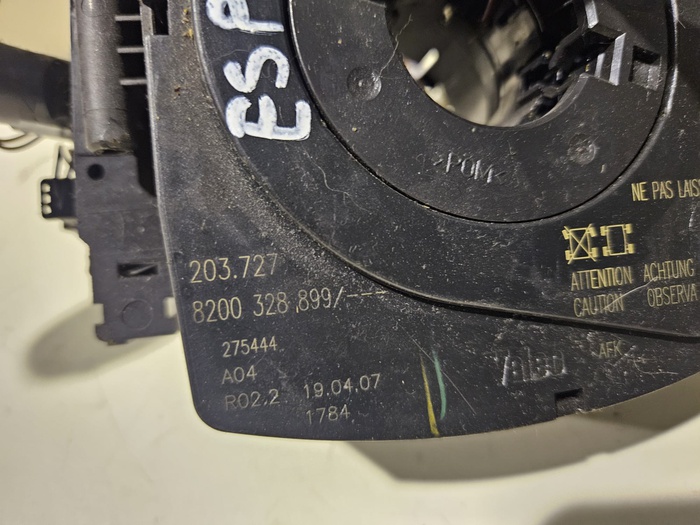 ESP
>POM<
NE PAS LAIS
203.727
8200 328 899/---
ATTENTION ACHTUNG
CAUTION OBSERVA
275444
A04
R02.2 19.04.07
1784
Valeo
AFK